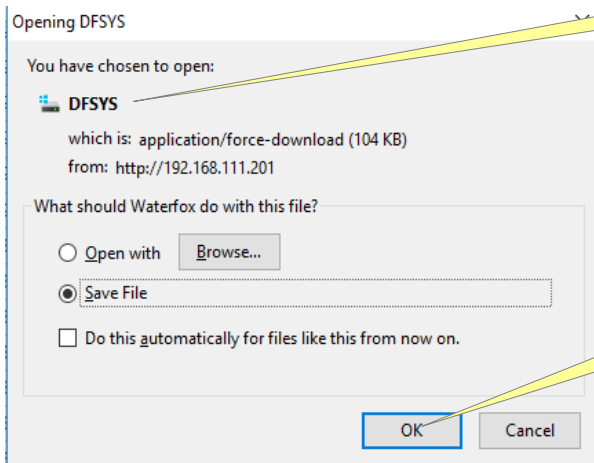 Opening DFSYS
You have chosen to open:
DFSYS
which is: application/force-download (104 KB)
from: http://192.168.111.201
What should Waterfox do with this file?
Open with
Browse...
Save File
Do this automatically for files like this from now on.
OK
Cancel